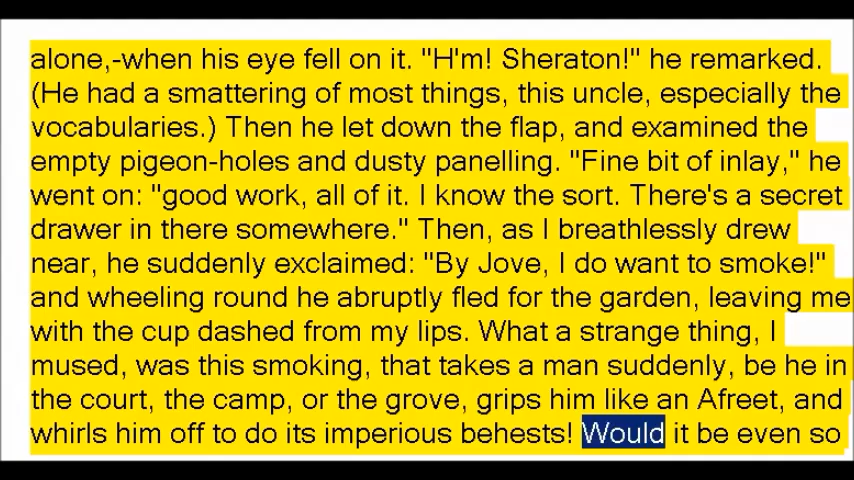 alone,-when his eye fell on it. "H'm! Sheraton!" he remarked.
(He had a smattering of most things, this uncle, especially the
vocabularies.) Then he let down the flap, and examined the
empty pigeon-holes and dusty panelling. "Fine bit of inlay," he
went on: "good work, all of it. I know the sort. There's a secret
drawer in there somewhere." Then, as I breathlessly drew
near, he suddenly exclaimed: "By Jove, I do want to smoke!"
and wheeling round he abruptly fled for the garden, leaving me
with the cup dashed from my lips. What a strange thing, I
mused, was this smoking, that takes a man suddenly, be he in
the court, the camp, or the grove, grips him like an Afreet, and
whirls him off to do its imperious behests! Would it be even so